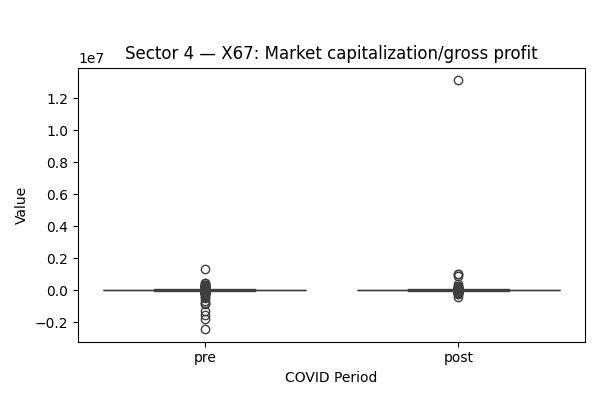 Sector 4 — X67: Market capitalization/gross profit
1e7
1.2
1.0
0.8
0.6
0.4
0.2
0.0
−0.2
Value
pre post
COVID Period